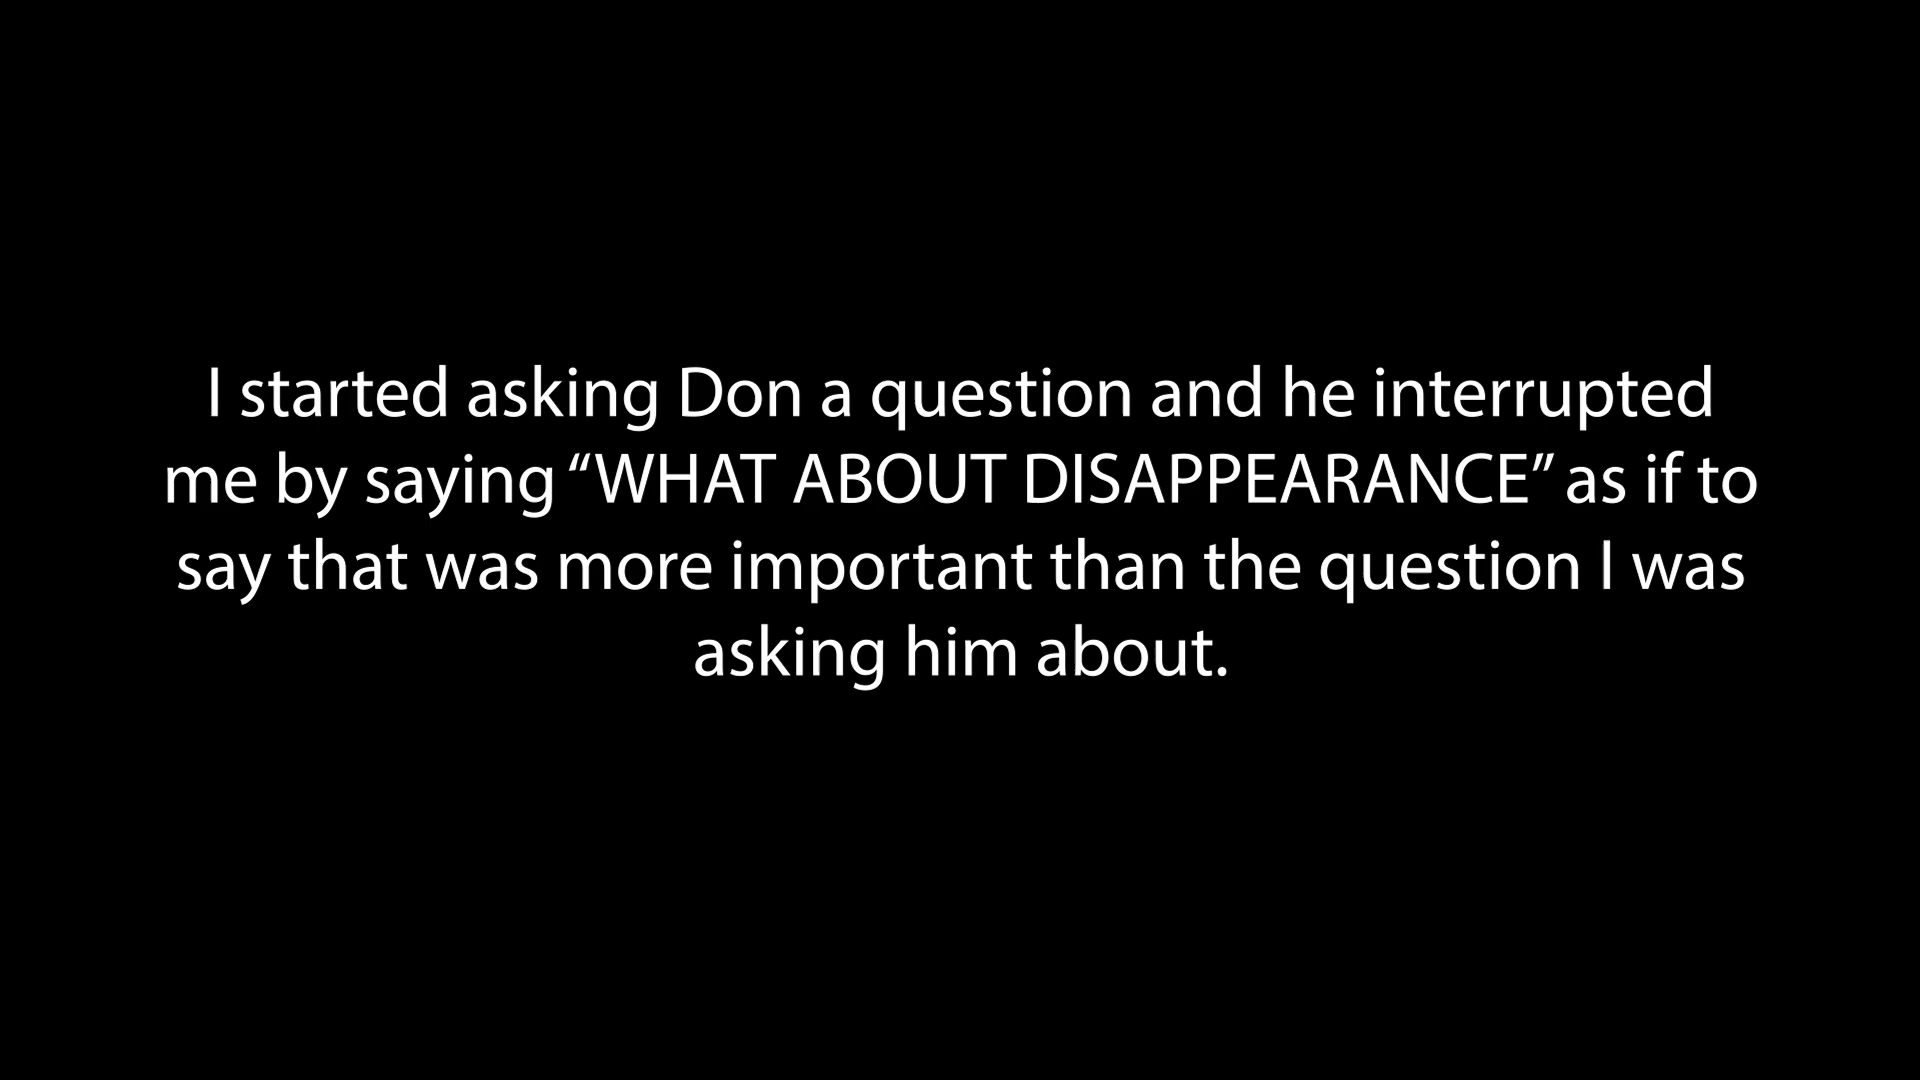 I started asking Don a question and he interrupted
me by saying “WHAT ABOUT DISAPPEARANCE” as if to
say that was more important than the question I was
asking him about.